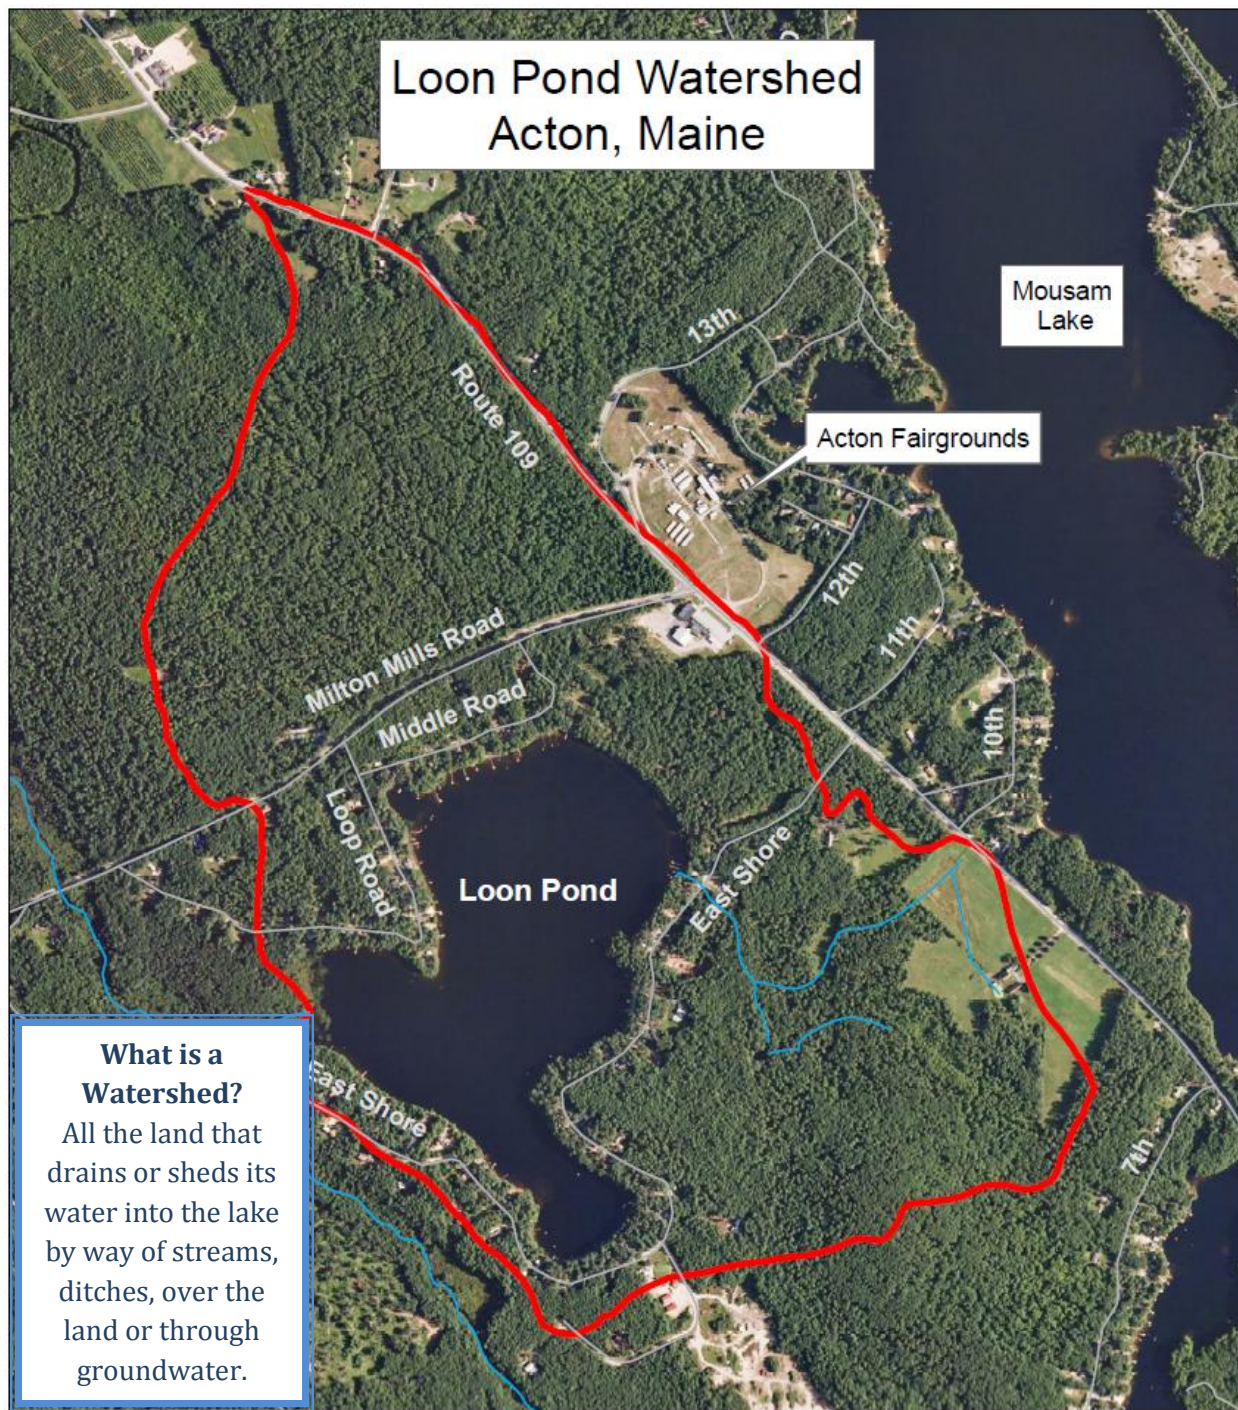 Loon Pond Watershed
Acton, Maine
Mousam
Lake
13th
Route 109
Acton Fairgrounds
12th
11th
Milton Mills Road
Middle Road
10th
Loop Road
East Shore
Loon Pond
East Shore
7th
What is a
Watershed?
All the land that
drains or sheds its
water into the lake
by way of streams,
ditches, over the
land or through
groundwater.